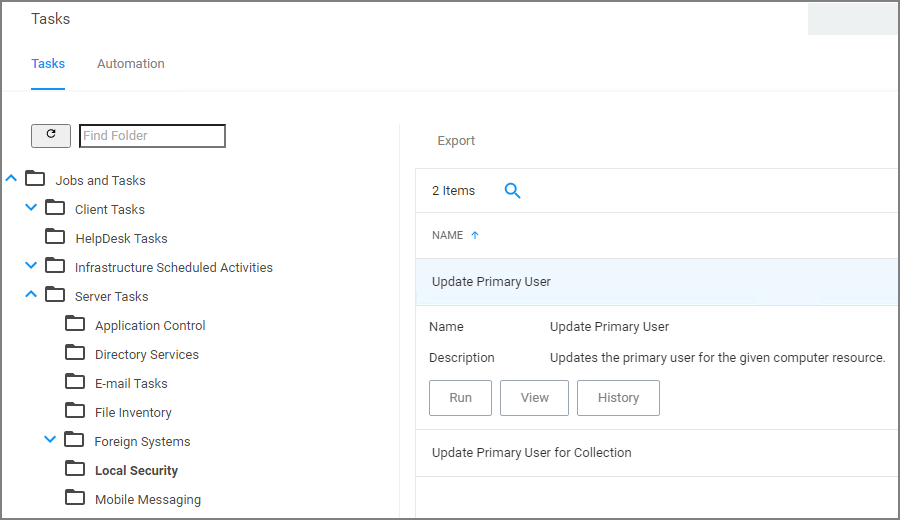 Tasks
Tasks Automation
Find Folder
Jobs and Tasks
Client Tasks
HelpDesk Tasks
Infrastructure Scheduled Activities
Server Tasks
Application Control
Directory Services
E-mail Tasks
File Inventory
Foreign Systems
Local Security
Mobile Messaging
Export
2 Items
NAME
Update Primary User
Name Update Primary User
Description Updates the primary user for the given computer resource.
Run View History
Update Primary User for Collection